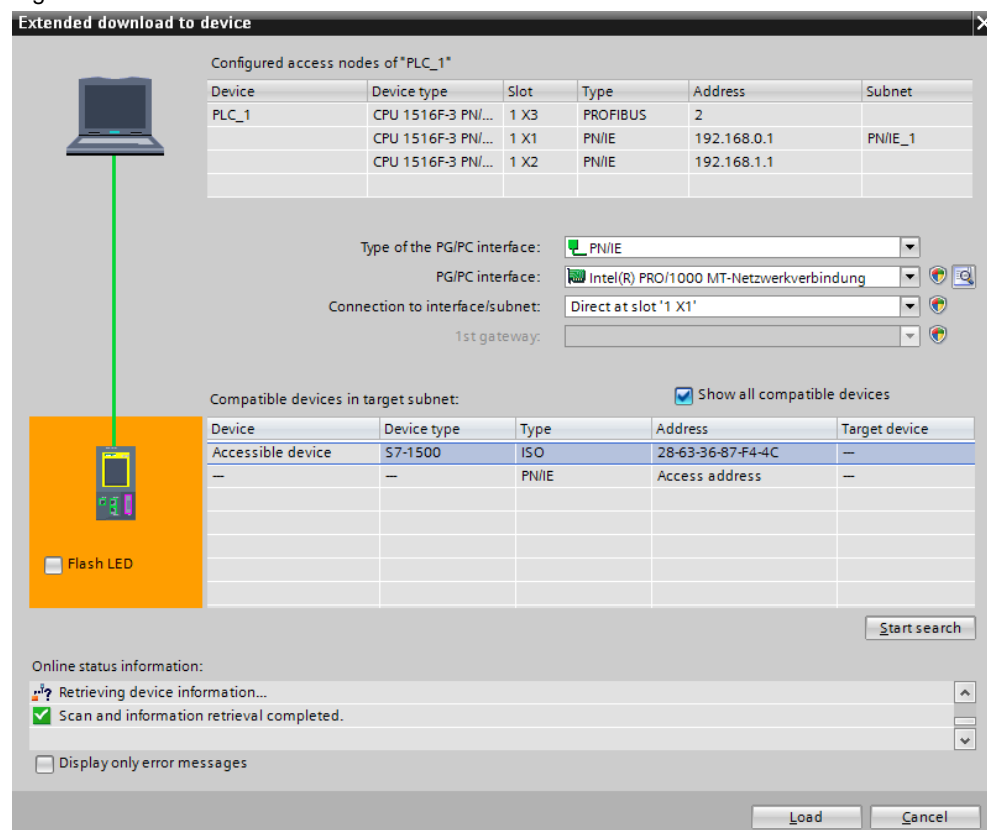 Extended download to device
Configured access nodes of "PLC_1"
Device Device type Slot Type Address Subnet
PLC_1 CPU 1516F-3 PN/... 1 X3 PROFIBUS 2
CPU 1516F-3 PN/... 1 X1 PN/IE 192.168.0.1 PN/IE_1
CPU 1516F-3 PN/... 1 X2 PN/IE 192.168.1.1
Type of the PG/PC interface: PN/IE
PG/PC interface: Intel(R) PRO/1000 MT-Netzwerkverbindung
Connection to interface/subnet: Direct at slot '1 X1'
1st gateway:
Compatible devices in target subnet: Show all compatible devices
Device Device type Type Address Target device
Accessible device S7-1500 ISO 28-63-36-87-F4-4C —
— — PN/IE Access address —
Flash LED
Start search
Online status information:
Retrieving device information...
Scan and information retrieval completed.
Display only error messages
Load Cancel